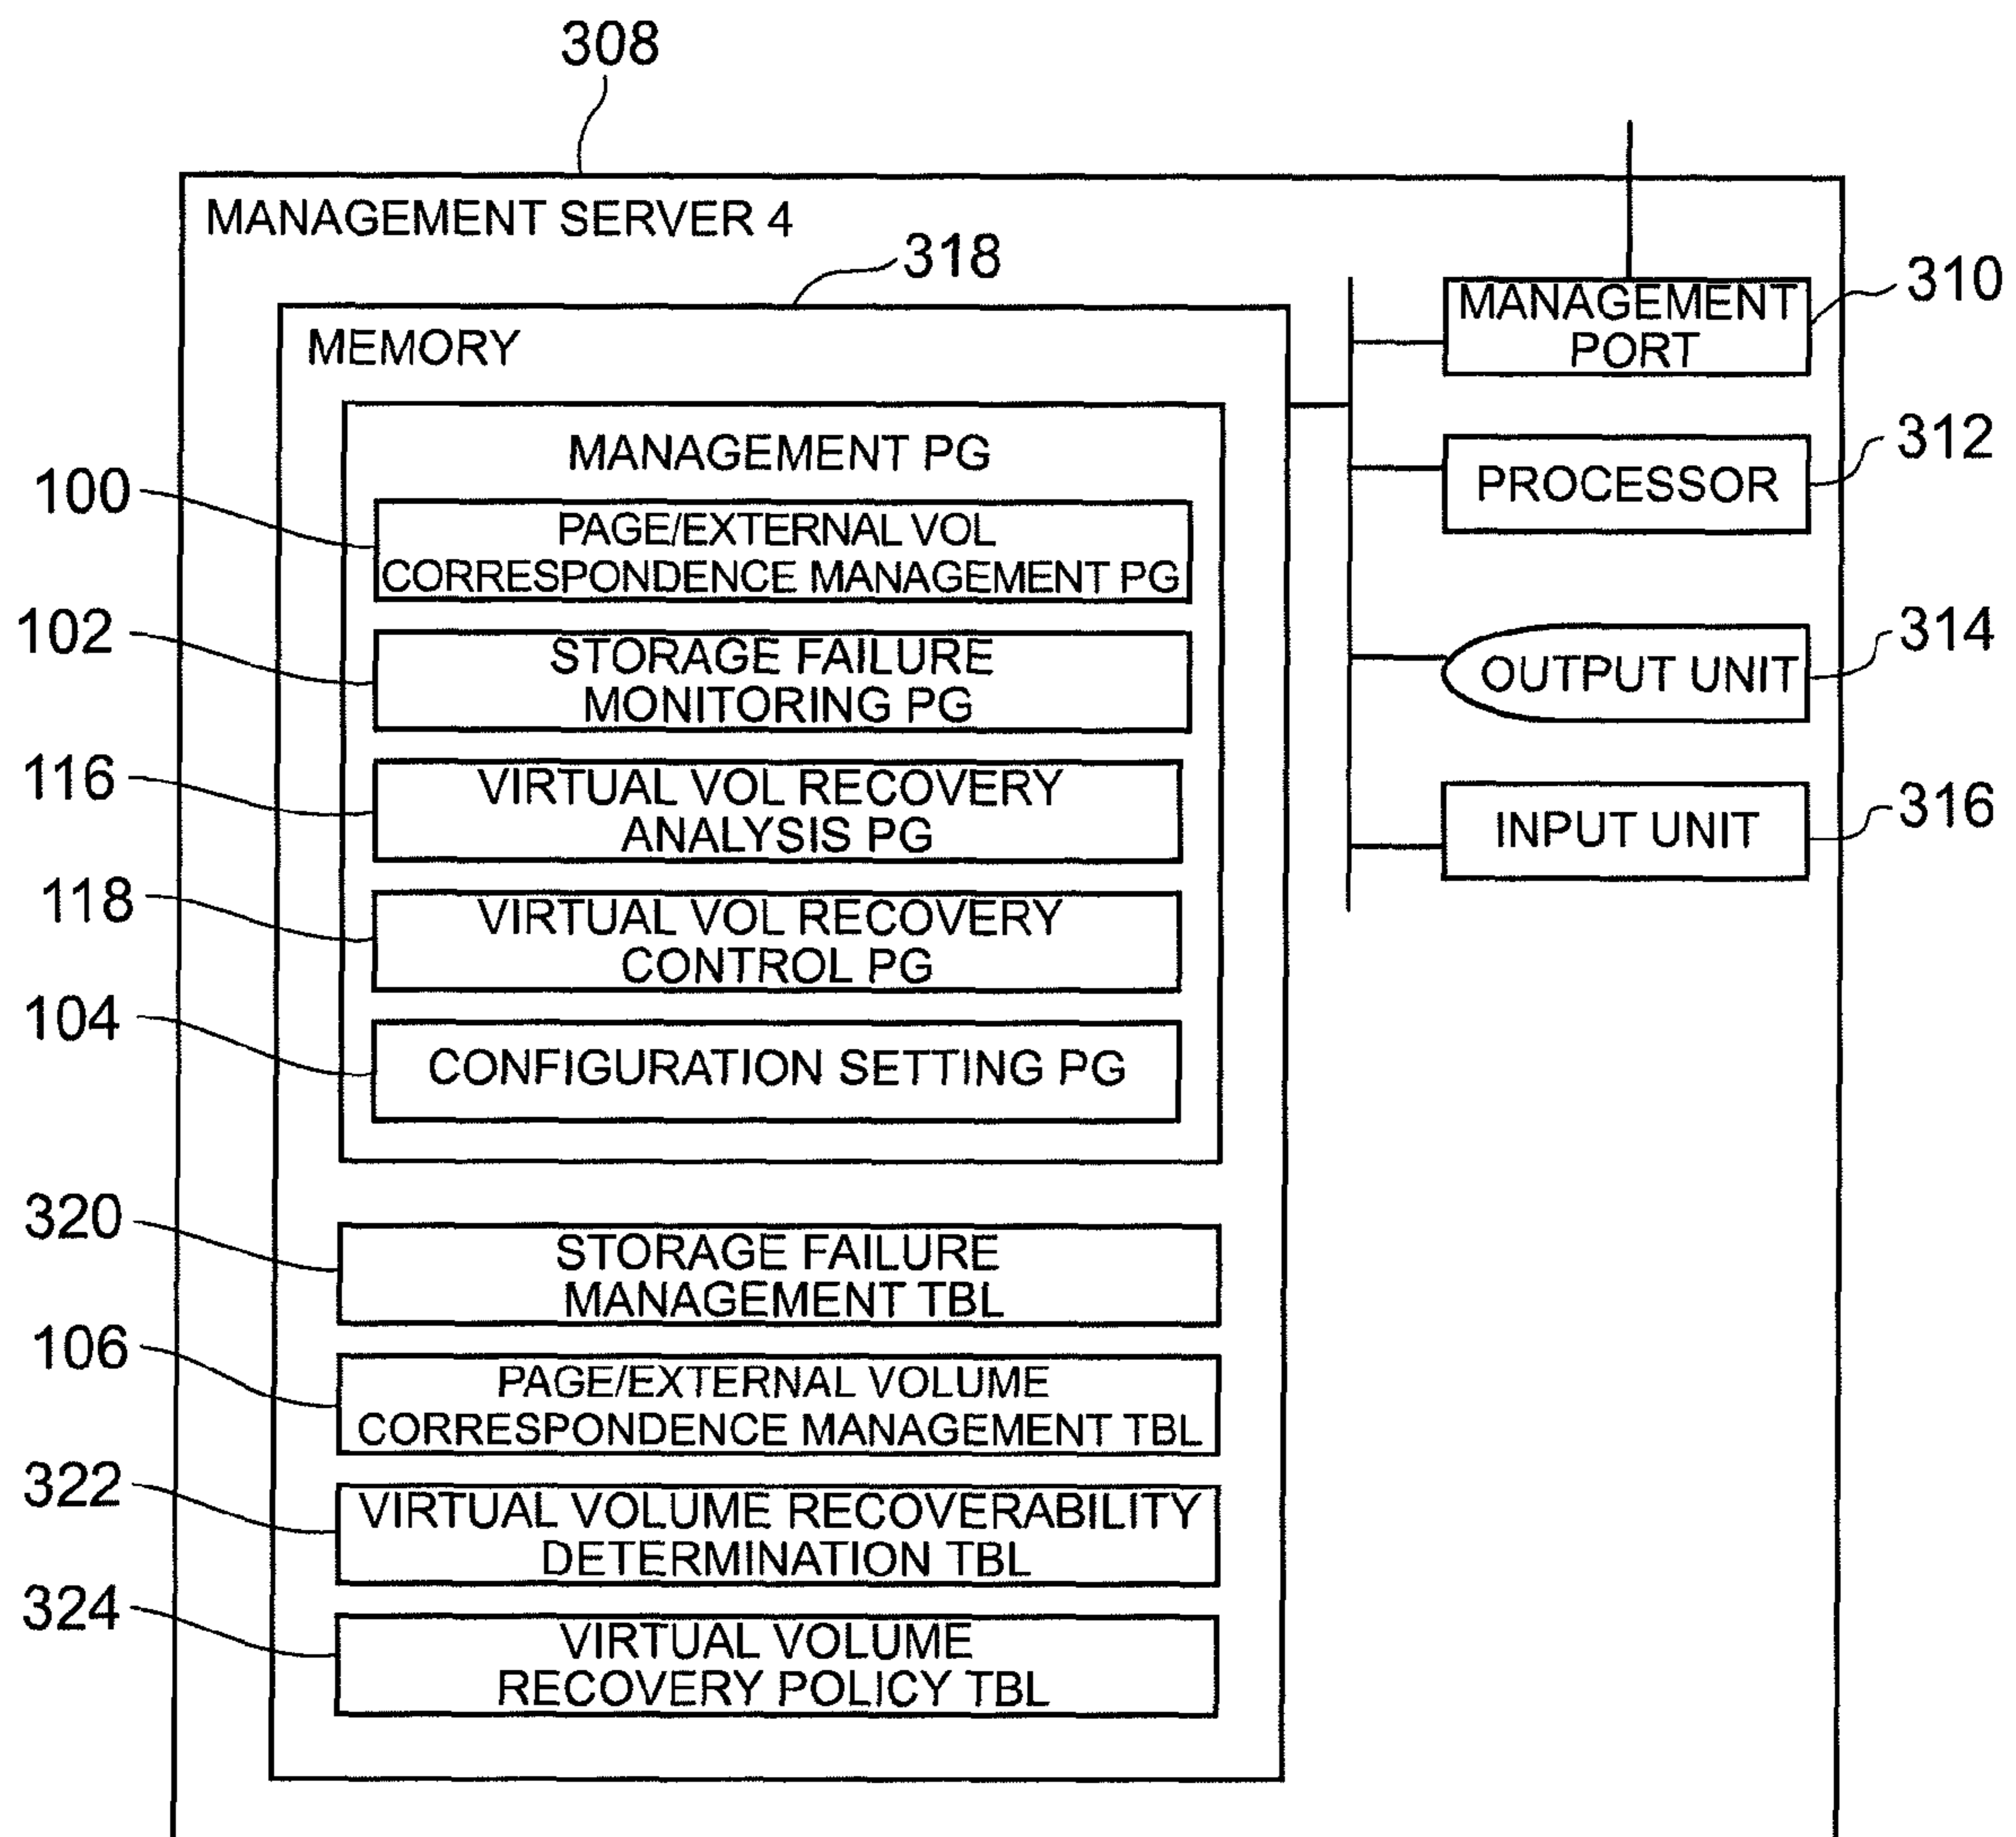 308
MANAGEMENT SERVER 4
318
MEMORY
MANAGEMENT PG
100
PAGE/EXTERNAL VOL
CORRESPONDENCE MANAGEMENT PG
102
STORAGE FAILURE
MONITORING PG
116
VIRTUAL VOL RECOVERY
ANALYSIS PG
118
VIRTUAL VOL RECOVERY
CONTROL PG
104
CONFIGURATION SETTING PG
320
STORAGE FAILURE
MANAGEMENT TBL
106
PAGE/EXTERNAL VOLUME
CORRESPONDENCE MANAGEMENT TBL
322
VIRTUAL VOLUME RECOVERABILITY
DETERMINATION TBL
324
VIRTUAL VOLUME
RECOVERY POLICY TBL
MANAGEMENT
PORT
310
PROCESSOR
312
OUTPUT UNIT
314
INPUT UNIT
316